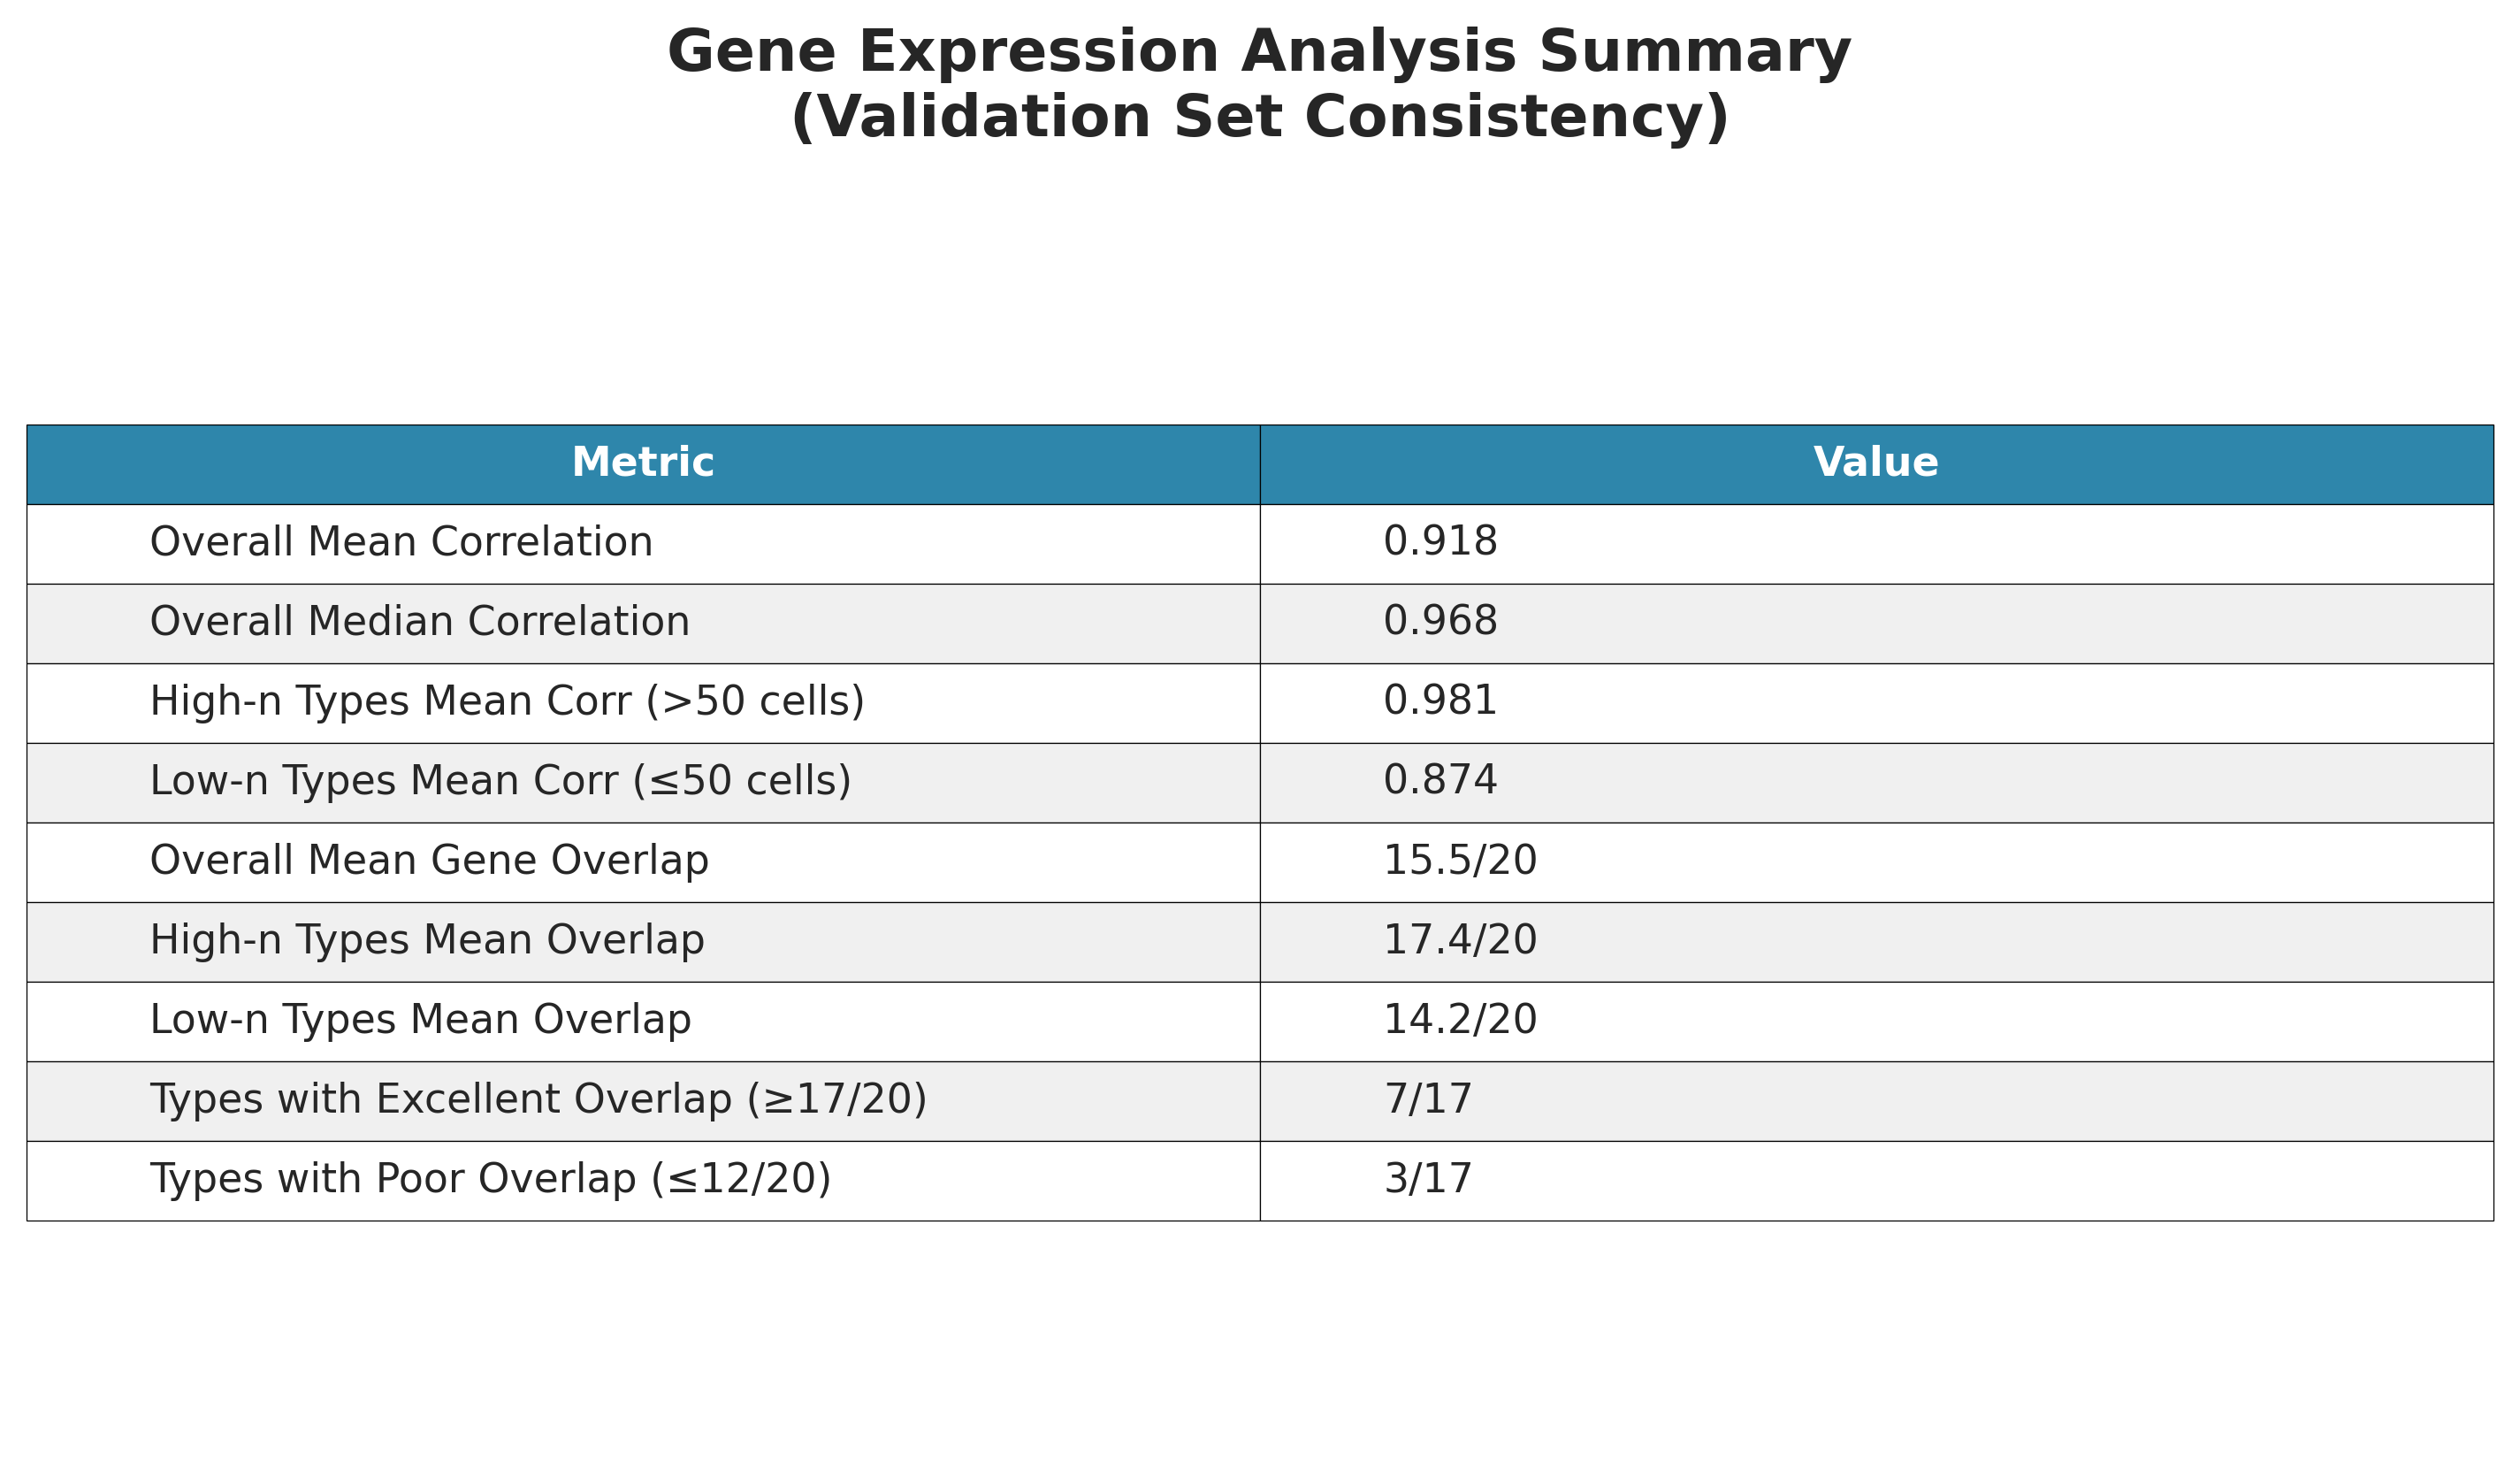 Gene Expression Analysis Summary
(Validation Set Consistency)
Metric Value
Overall Mean Correlation 0.918
Overall Median Correlation 0.968
High-n Types Mean Corr (>50 cells) 0.981
Low-n Types Mean Corr (≤50 cells) 0.874
Overall Mean Gene Overlap 15.5/20
High-n Types Mean Overlap 17.4/20
Low-n Types Mean Overlap 14.2/20
Types with Excellent Overlap (≥17/20) 7/17
Types with Poor Overlap (≤12/20) 3/17